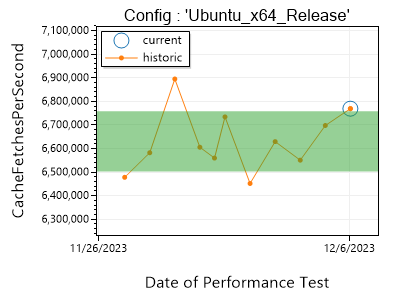 Config : 'Ubuntu_x64_Release'
7,100,000
7,000,000
6,900,000
6,800,000
6,700,000
6,600,000
6,500,000
6,400,000
6,300,000
CacheFetchesPerSecond
current
historic
11/26/2023
12/6/2023
Date of Performance Test